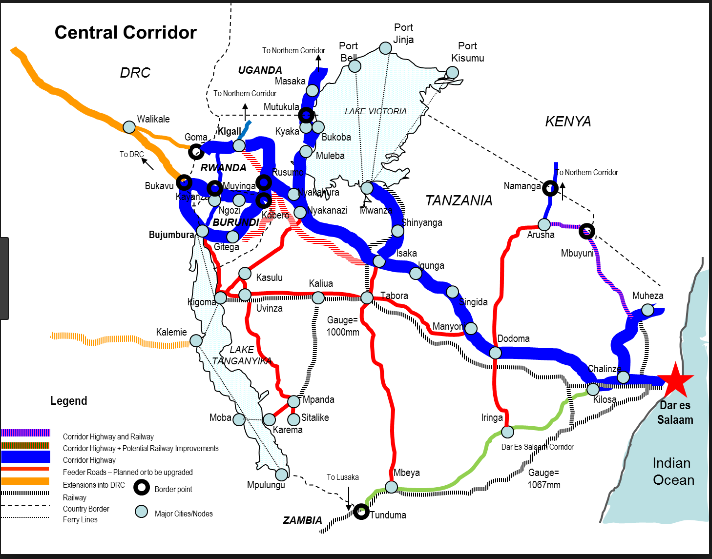 Central Corridor
DRC
UGANDA
KENYA
RWANDA
BURUNDI
TANZANIA
ZAMBIA
LAKE VICTORIA
LAKE
TANGANYIKA
Indian
Ocean
To Northern Corridor
To Northern Corridor
To Northern Corridor
To DRC
To Lusaka
Port
Bell
Port
Jinja
Port
Kisumu
Masaka
Mutukula
Kyaka
Bukoba
Muleba
Walikale
Goma
Kigali
Bukavu
Muyinga
Ngozi
Kobero
Gitega
Bujumbura
Nyakanazi
Mwanza
Shinyanga
Isaka
Igunga
Singida
Dodoma
Namanga
Arusha
Mbuyuni
Muheza
Kilosa
Dar es
Salaam
Kasulu
Kigoma
Uvinza
Kaliua
Tabora
Gauge=
1000mm
Kalemie
Mpanda
Sitalike
Karema
Moba
Mpulungu
Iringa
Dar Es Salaam Corridor
Mbeya
Gauge=
1067mm
Tunduma
Legend
Corridor Highway and Railway
Corridor Highway + Potential Railway Improvements
Corridor Highway
Feeder Roads – Planned or to be upgraded
Extensions into DRC
Railway
Country Border
Ferry Lines
Border point
Major Cities/Nodes